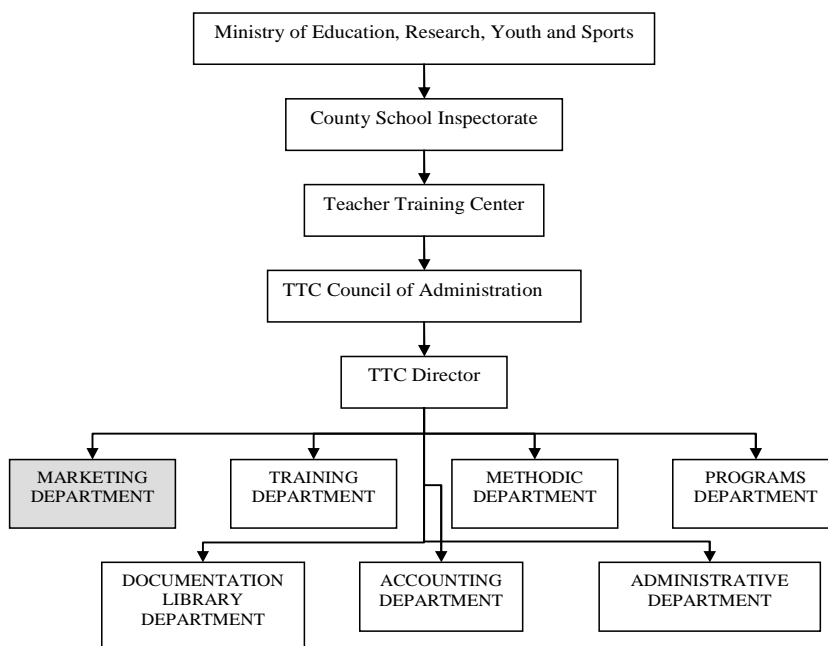 Ministry of Education, Research, Youth and Sports
County School Inspectorate
Teacher Training Center
TTC Council of Administration
TTC Director
MARKETING
DEPARTMENT
TRAINING
DEPARTMENT
METHODIC
DEPARTMENT
PROGRAMS
DEPARTMENT
DOCUMENTATION
LIBRARY
DEPARTMENT
ACCOUNTING
DEPARTMENT
ADMINISTRATIVE
DEPARTMENT